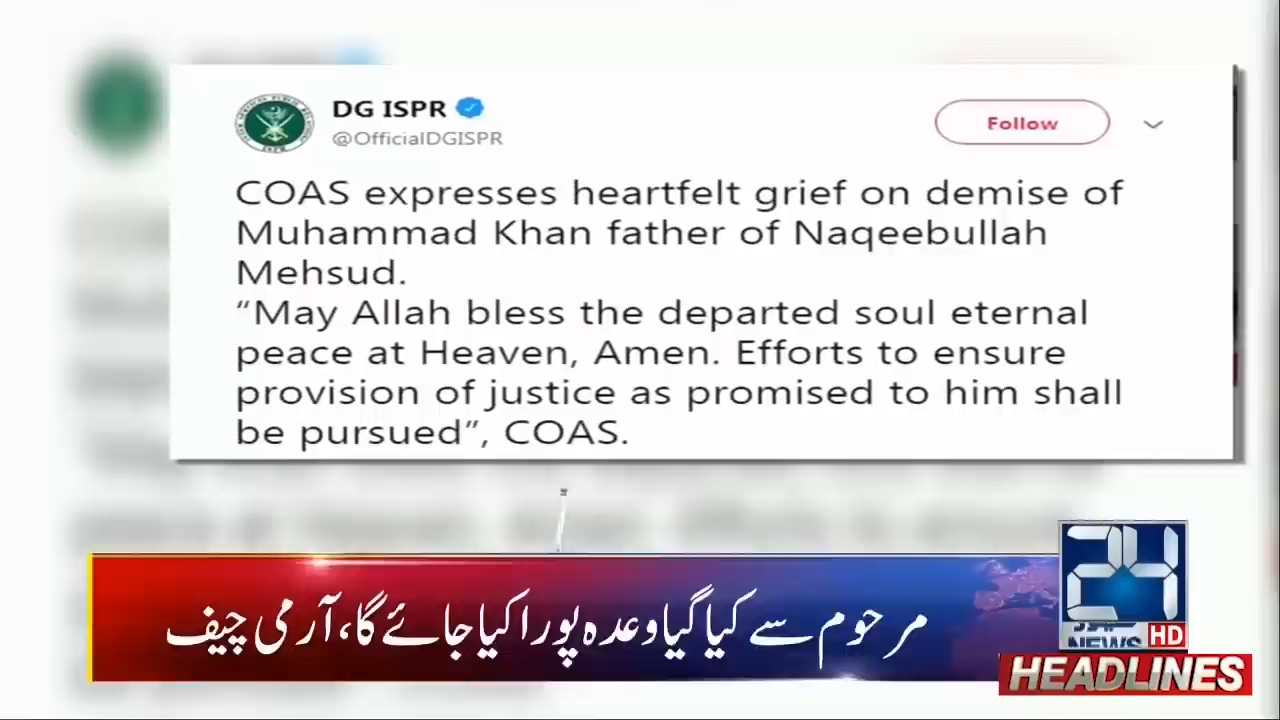 DG ISPR
@OfficialDGISPR
Follow
COAS expresses heartfelt grief on demise of
Muhammad Khan father of Naqeebullah
Mehsud.
“May Allah bless the departed soul eternal
peace at Heaven, Amen. Efforts to ensure
provision of justice as promised to him shall
be pursued”, COAS.
مرحوم سے کیا گیا وعدہ پورا کیا جائے گا، آرمی چیف
24
NEWS HD
HEADLINES